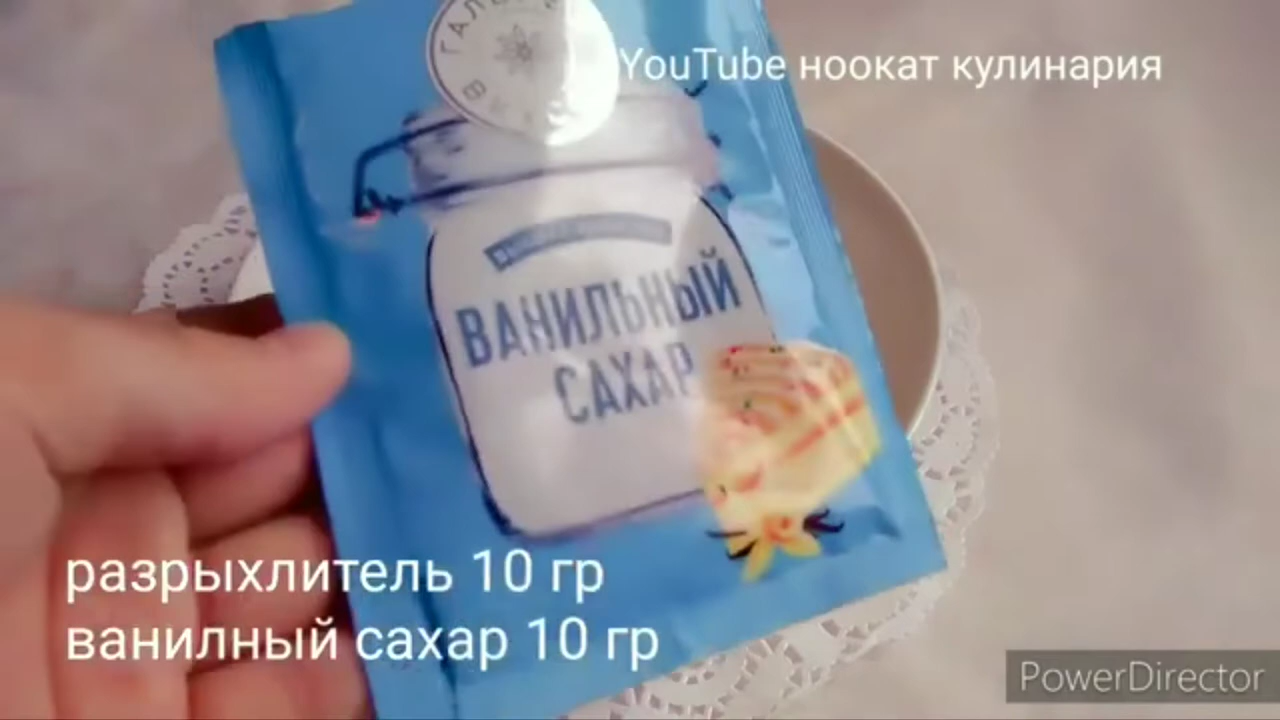 YouTube ноокат кулинария
ВАНИЛЬНЫЙ
САХАР
разрыхлитель 10 гр
ванилный сахар 10 гр
PowerDirector